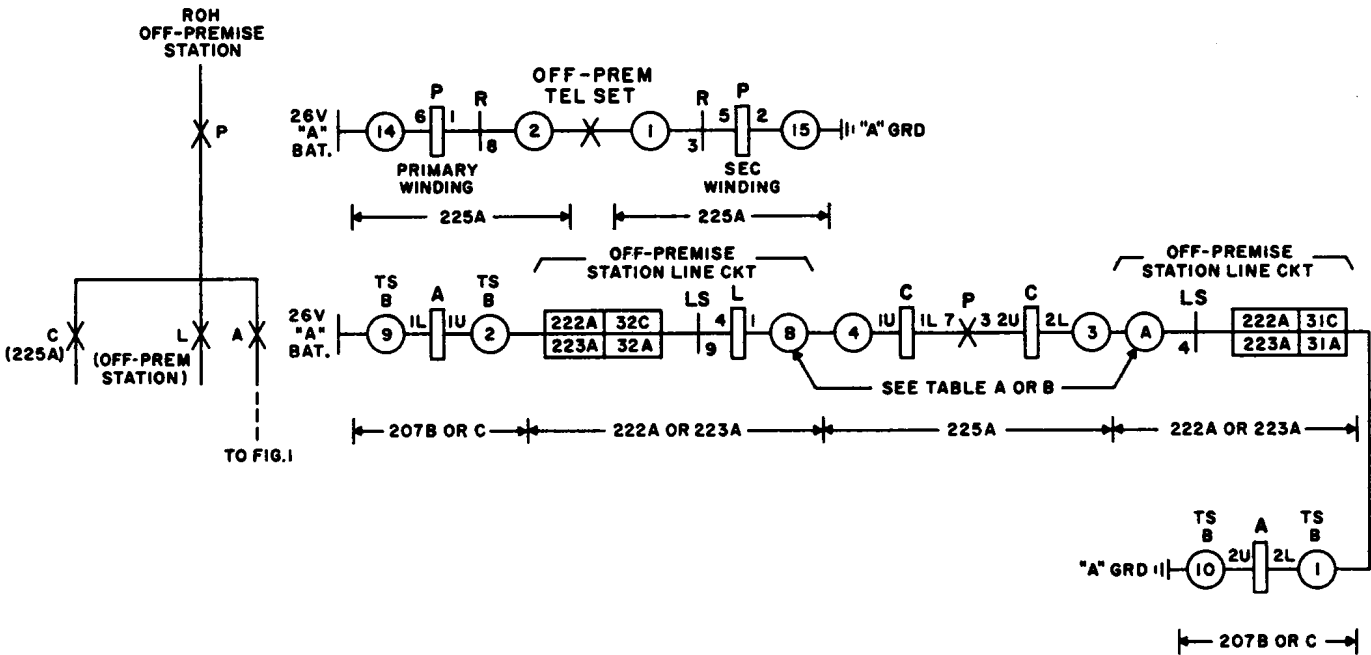 ROH
OFF-PREMISE
STATION
P
C
(225A)
L
(OFF-PREM
STATION)
A
TO FIG.1
OFF-PREM
TEL SET
26V
"A"
BAT.
14
6
P
1
R
8
2
1
R
3
5
P
2
15
"A" GRD
PRIMARY
WINDING
SEC
WINDING
225A
225A
OFF-PREMISE
STATION LINE CKT
OFF-PREMISE
STATION LINE CKT
26V
"A"
BAT.
TS
B
9
1L
A
1U
TS
B
2
222A 32C
223A 32A
LS
9
4
L
1
B
4
1U
C
1L
7
P
3
2U
C
2L
3
A
LS
4
222A 31C
223A 31A
SEE TABLE A OR B
207B OR C
222A OR 223A
225A
222A OR 223A
"A" GRD
TS
B
10
2U
A
2L
TS
B
1
207B OR C